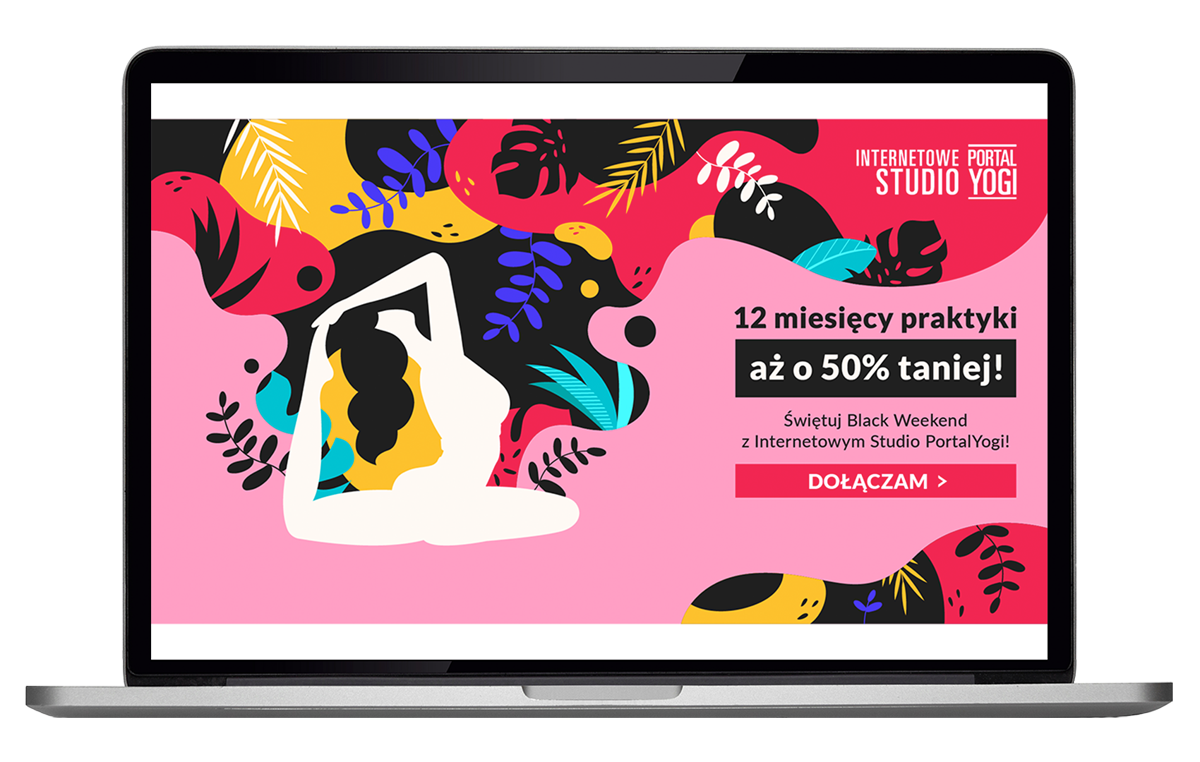 INTERNETOWE PORTAL
STUDIO YOGI
12 miesięcy praktyki
aż o 50% taniej!
Świętuj Black Weekend
z Internetowym Studio PortalYogi!
DOŁĄCZAM >